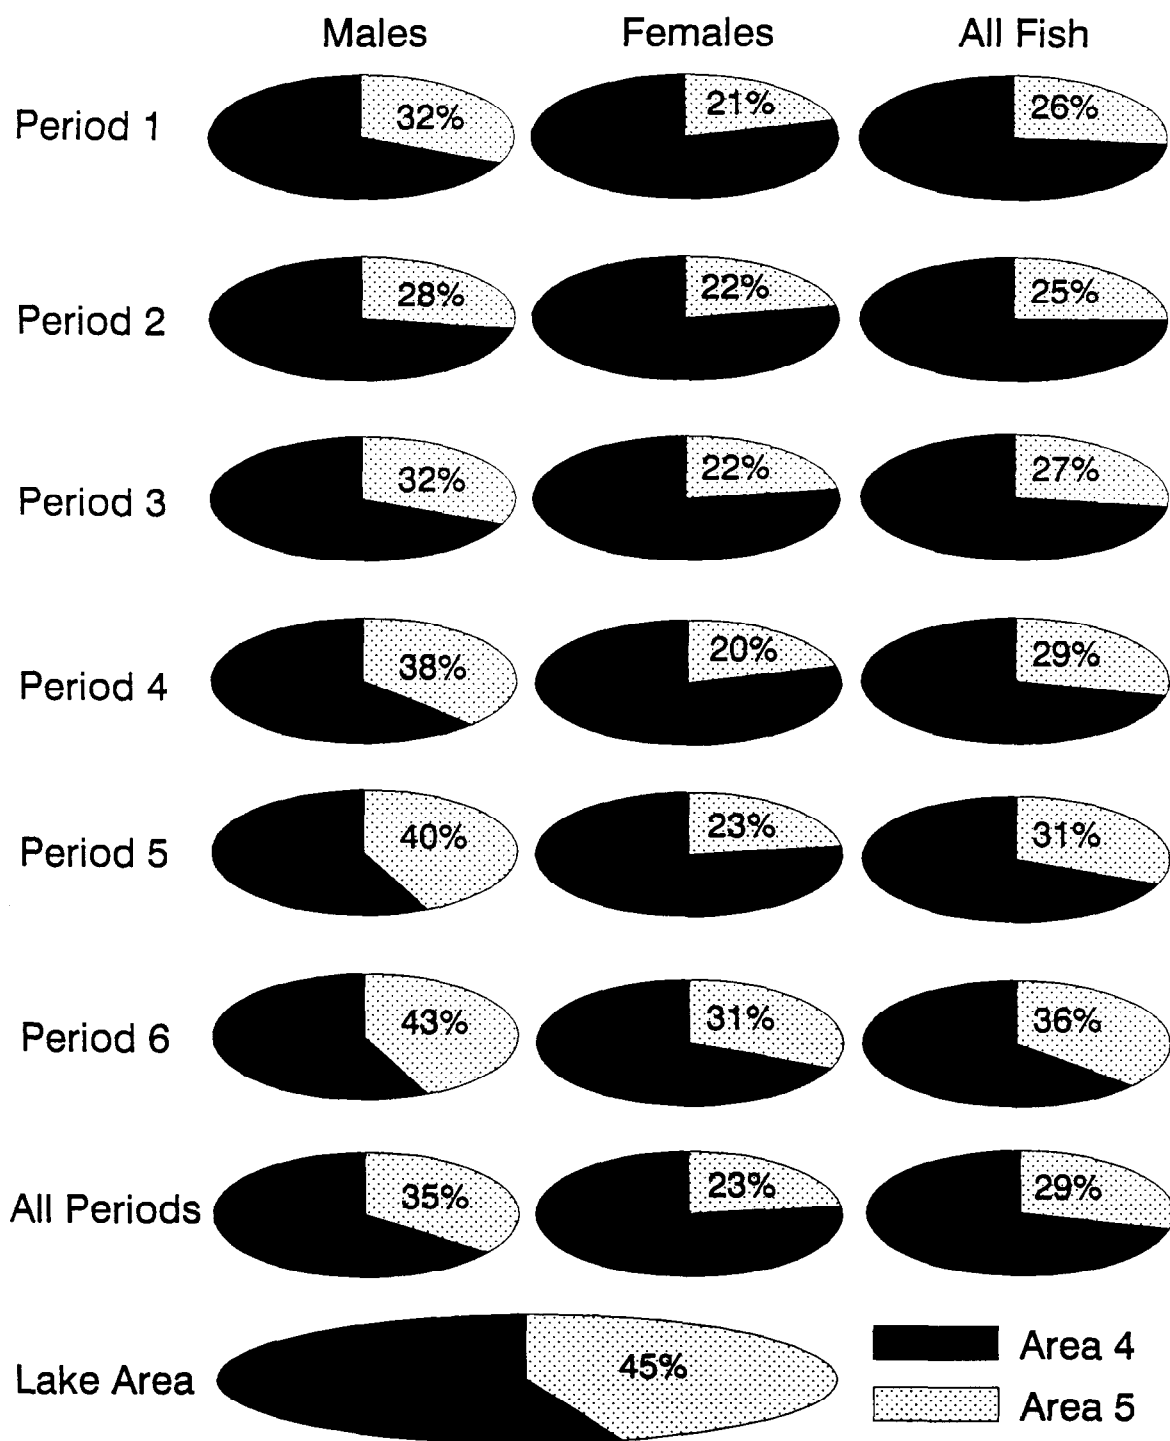 Males Females All Fish
Period 1 32% 21% 26%
Period 2 28% 22% 25%
Period 3 32% 22% 27%
Period 4 38% 20% 29%
Period 5 40% 23% 31%
Period 6 43% 31% 36%
All Periods 35% 23% 29%
Lake Area 45%
Area 4
Area 5